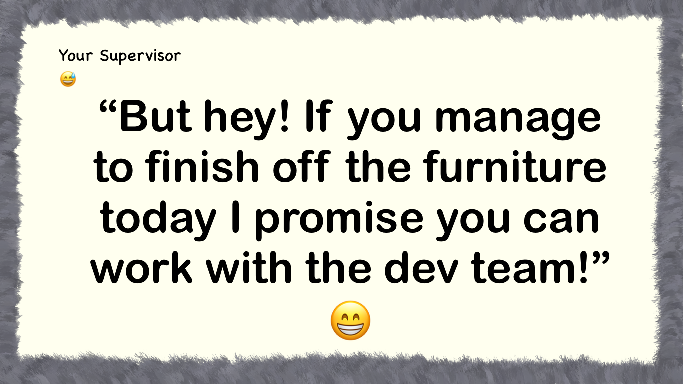 Your Supervisor
😅
“But hey! If you manage
to finish off the furniture
today I promise you can
work with the dev team!”
😁